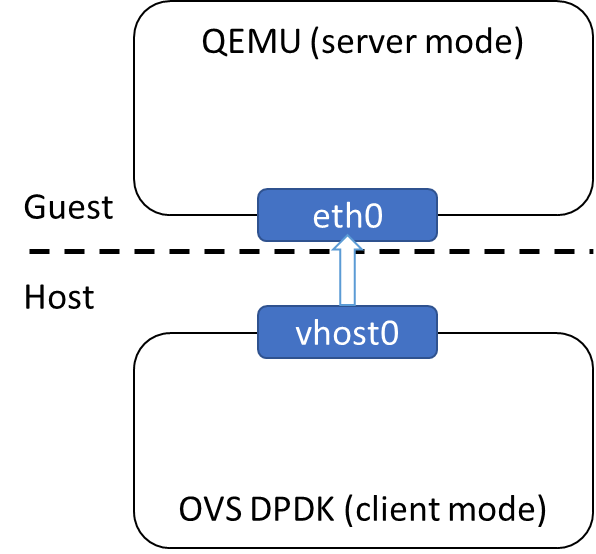 QEMU (server mode)
Guest
eth0
Host
vhost0
OVS DPDK (client mode)